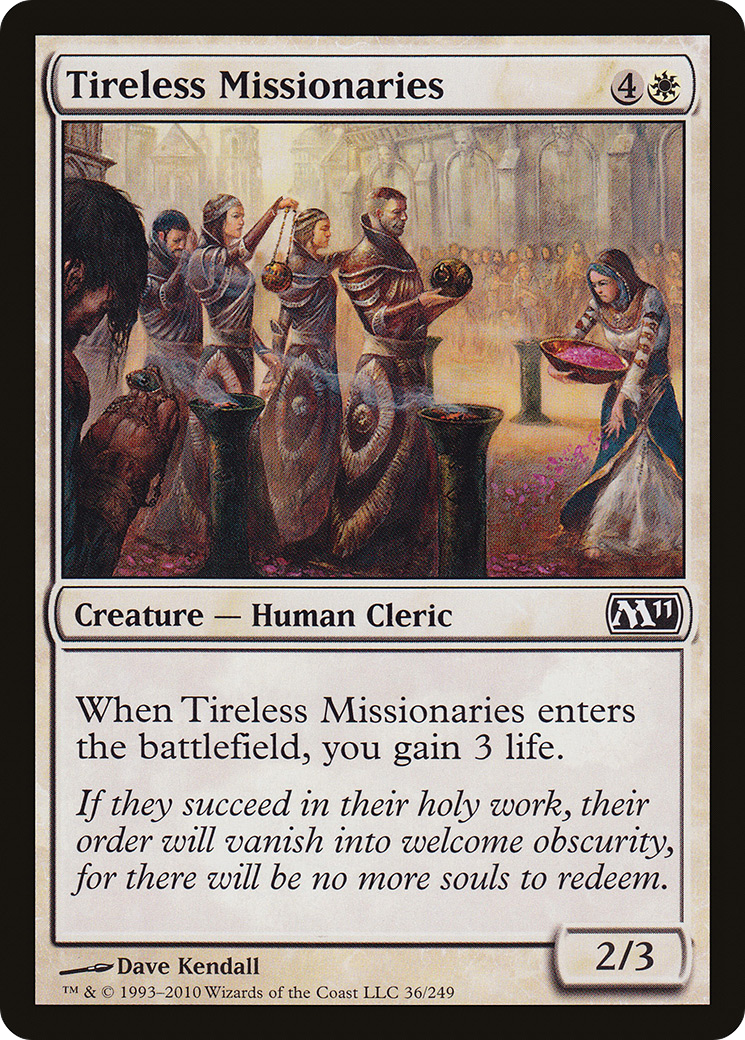 Tireless Missionaries 4
Creature — Human Cleric M11
When Tireless Missionaries enters
the battlefield, you gain 3 life.
If they succeed in their holy work, their
order will vanish into welcome obscurity,
for there will be no more souls to redeem.
2/3
Dave Kendall
™ & © 1993–2010 Wizards of the Coast LLC 36/249